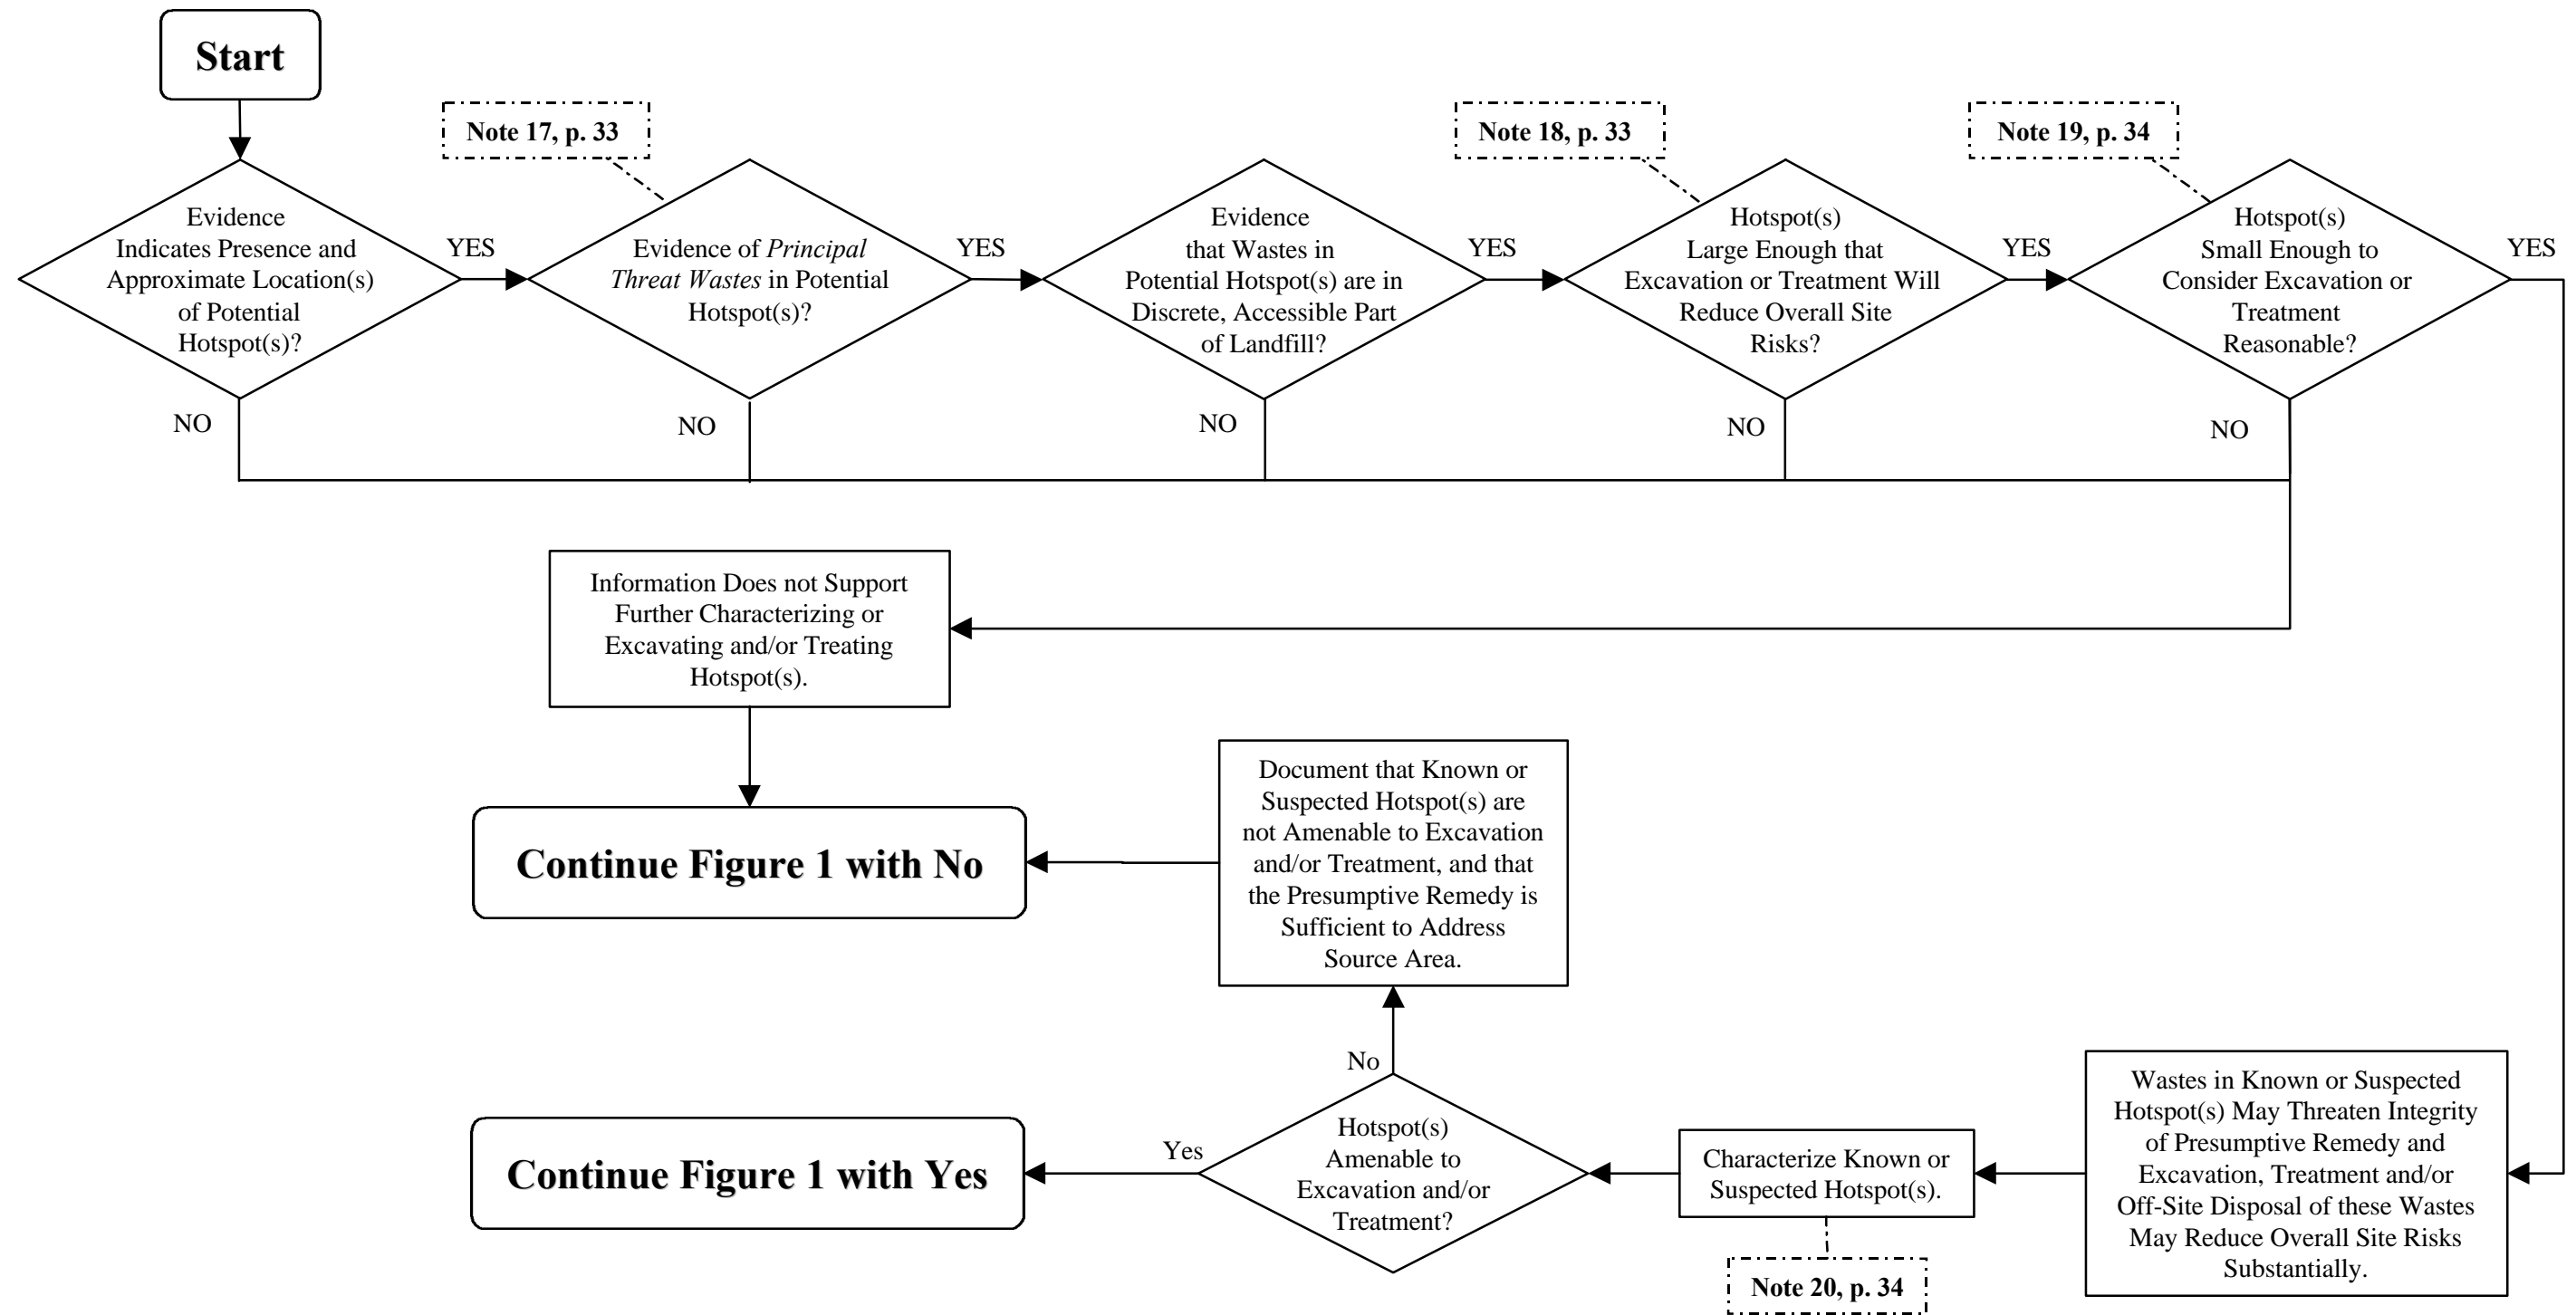 Start
Note 17, p. 33
Note 18, p. 33
Note 19, p. 34
Evidence
Indicates Presence and
Approximate Location(s)
of Potential
Hotspot(s)?
YES
Evidence of Principal
Threat Wastes in Potential
Hotspot(s)?
YES
Evidence
that Wastes in
Potential Hotspot(s) are in
Discrete, Accessible Part
of Landfill?
YES
Hotspot(s)
Large Enough that
Excavation or Treatment Will
Reduce Overall Site
Risks?
YES
Hotspot(s)
Small Enough to
Consider Excavation or
Treatment
Reasonable?
YES
NO
NO
NO
NO
NO
Information Does not Support
Further Characterizing or
Excavating and/or Treating
Hotspot(s).
Continue Figure 1 with No
Document that Known or
Suspected Hotspot(s) are
not Amenable to Excavation
and/or Treatment, and that
the Presumptive Remedy is
Sufficient to Address
Source Area.
No
Continue Figure 1 with Yes
Yes
Hotspot(s)
Amenable to
Excavation and/or
Treatment?
Characterize Known or
Suspected Hotspot(s).
Note 20, p. 34
Wastes in Known or Suspected
Hotspot(s) May Threaten Integrity
of Presumptive Remedy and
Excavation, Treatment and/or
Off-Site Disposal of these Wastes
May Reduce Overall Site Risks
Substantially.